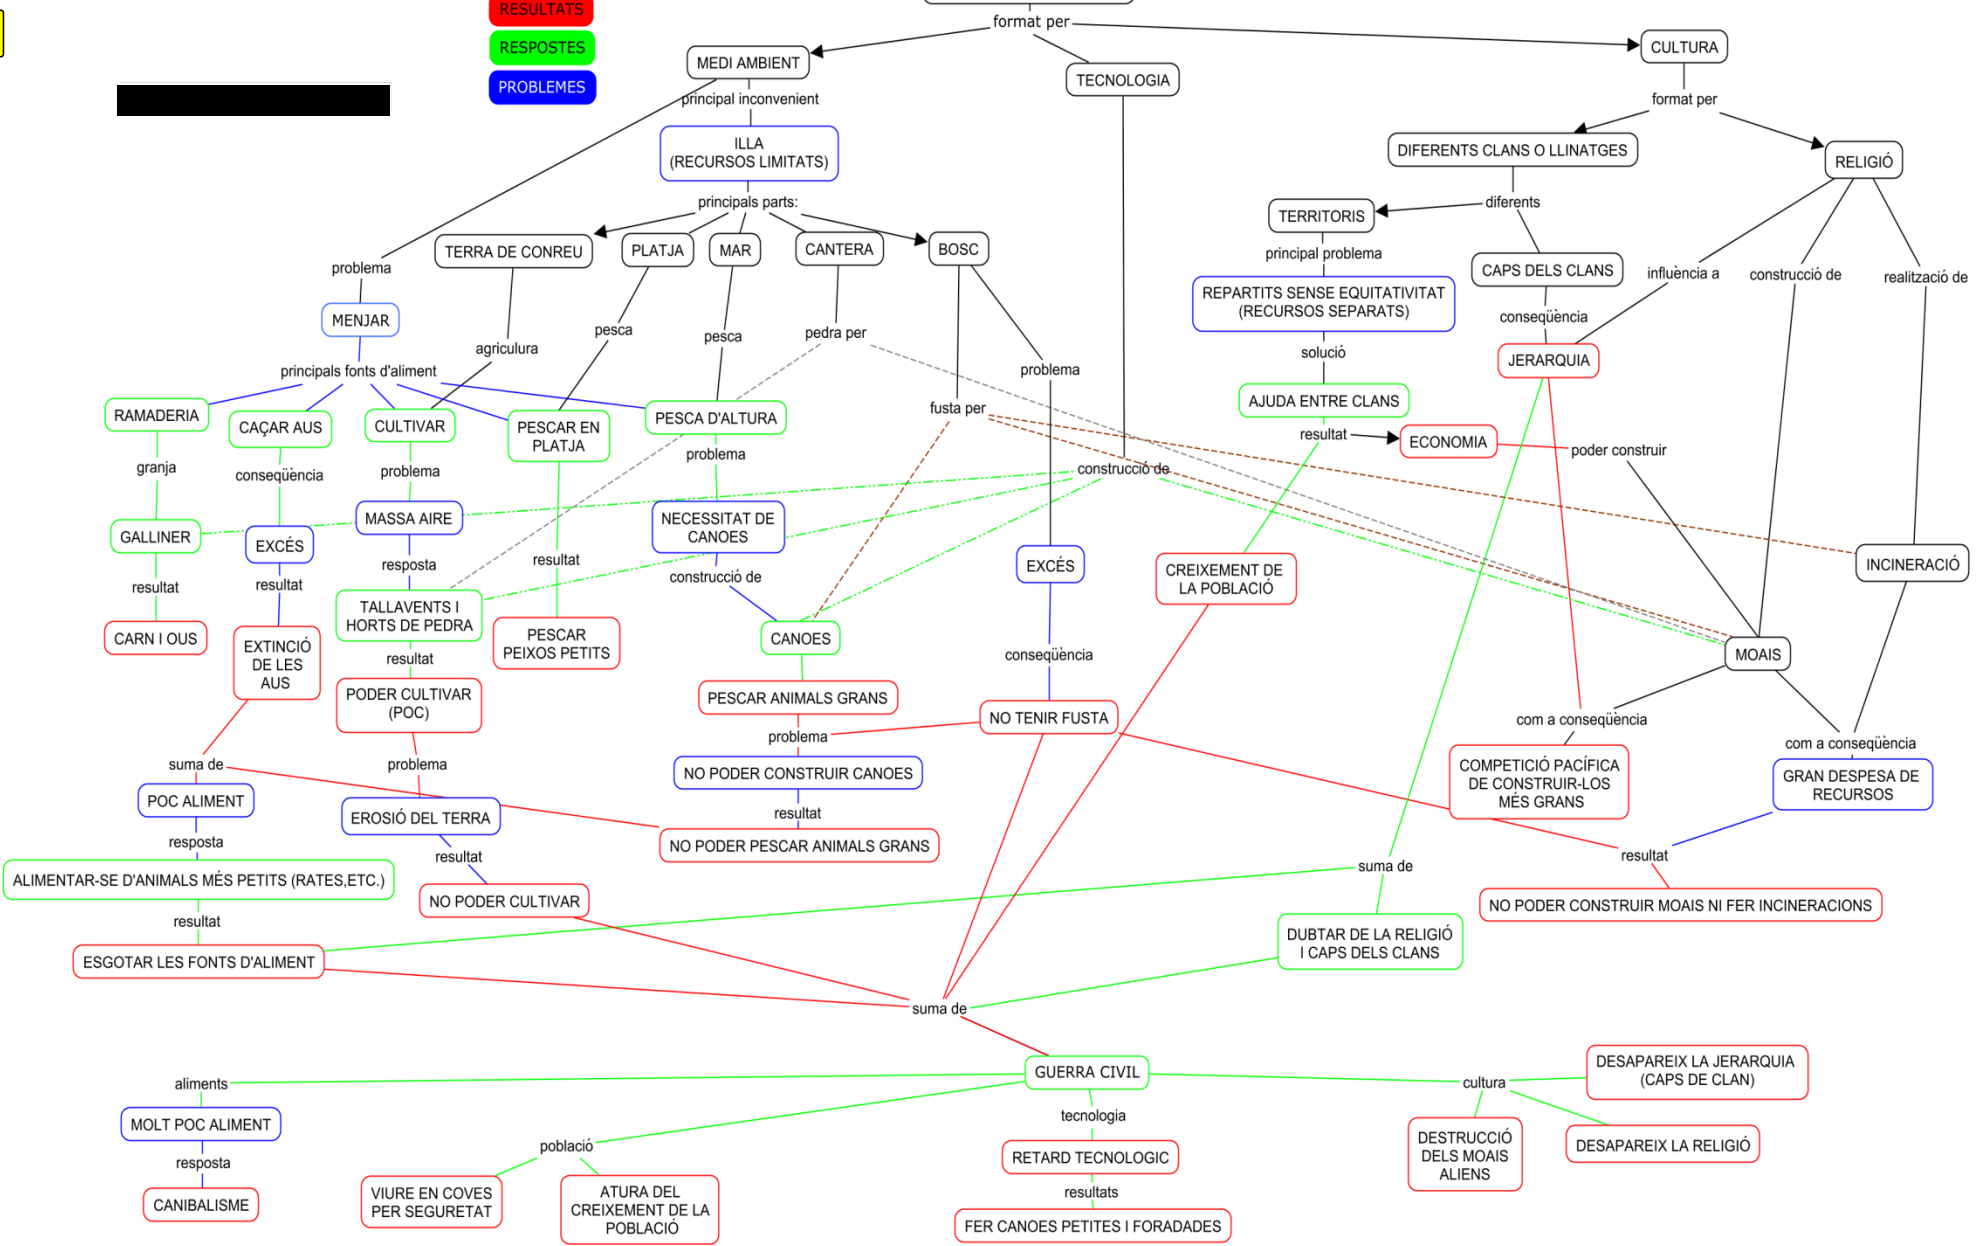 RESULTATS
RESPOSTES
PROBLEMES
format per
MEDI AMBIENT
TECNOLOGIA
CULTURA
principal inconvenient
format per
ILLA
(RECURSOS LIMITATS)
DIFERENTS CLANS O LLINATGES
RELIGIÓ
principals parts:
diferents
TERRITORIS
TERRA DE CONREU
PLATJA
MAR
CANTERA
BOSC
principal problema
CAPS DELS CLANS
problema
influència a
construcció de
realització de
REPARTITS SENSE EQUITATIVITAT
(RECURSOS SEPARATS)
MENJAR
pesca
pesca
pedra per
conseqüència
agriculura
solució
JERARQUIA
principals fonts d'aliment
problema
AJUDA ENTRE CLANS
RAMADERIA
CAÇAR AUS
CULTIVAR
PESCAR EN
PLATJA
PESCA D'ALTURA
fusta per
resultat
ECONOMIA
poder construir
granja
conseqüència
problema
problema
construcció de
GALLINER
EXCÉS
MASSA AIRE
NECESSITAT DE
CANOES
resultat
EXCÉS
CREIXEMENT DE
LA POBLACIÓ
INCINERACIÓ
resultat
resultat
resposta
construcció de
TALLAVENTS I
HORTS DE PEDRA
CARN I OUS
EXTINCIÓ
DE LES
AUS
PESCAR
PEIXOS PETITS
CANOES
conseqüència
MOAIS
resultat
PODER CULTIVAR
(POC)
PESCAR ANIMALS GRANS
NO TENIR FUSTA
com a conseqüència
com a conseqüència
suma de
problema
problema
NO PODER CONSTRUIR CANOES
COMPETICIÓ PACÍFICA
DE CONSTRUIR-LOS
MÉS GRANS
GRAN DESPESA DE
RECURSOS
POC ALIMENT
EROSIÓ DEL TERRA
resultat
NO PODER PESCAR ANIMALS GRANS
resposta
resultat
suma de
resultat
ALIMENTAR-SE D'ANIMALS MÉS PETITS (RATES,ETC.)
NO PODER CULTIVAR
NO PODER CONSTRUIR MOAIS NI FER INCINERACIONS
resultat
DUBTAR DE LA RELIGIÓ
I CAPS DELS CLANS
ESGOTAR LES FONTS D'ALIMENT
suma de
GUERRA CIVIL
aliments
cultura
DESAPAREIX LA JERARQUIA
(CAPS DE CLAN)
MOLT POC ALIMENT
població
tecnologia
DESTRUCCIÓ
DELS MOAIS
ALIENS
DESAPAREIX LA RELIGIÓ
resposta
RETARD TECNOLOGIC
CANIBALISME
VIURE EN COVES
PER SEGURETAT
ATURA DEL
CREIXEMENT DE LA
POBLACIÓ
resultats
FER CANOES PETITES I FORADADES